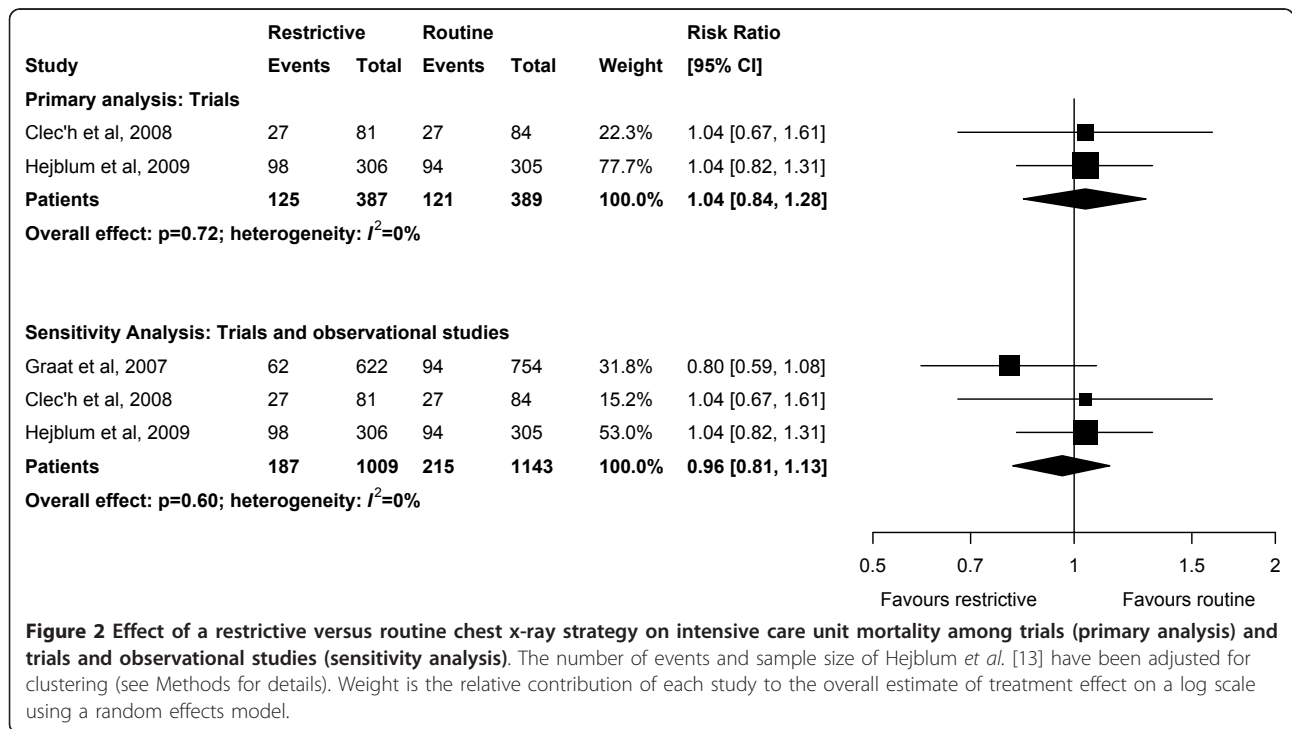 Restrictive Routine Risk Ratio
Study Events Total Events Total Weight [95% CI]
Primary analysis: Trials
Clec'h et al, 2008 27 81 27 84 22.3% 1.04 [0.67, 1.61]
Hejblum et al, 2009 98 306 94 305 77.7% 1.04 [0.82, 1.31]
Patients 125 387 121 389 100.0% 1.04 [0.84, 1.28]
Overall effect: p=0.72; heterogeneity: I²=0%
Sensitivity Analysis: Trials and observational studies
Graat et al, 2007 62 622 94 754 31.8% 0.80 [0.59, 1.08]
Clec'h et al, 2008 27 81 27 84 15.2% 1.04 [0.67, 1.61]
Hejblum et al, 2009 98 306 94 305 53.0% 1.04 [0.82, 1.31]
Patients 187 1009 215 1143 100.0% 0.96 [0.81, 1.13]
Overall effect: p=0.60; heterogeneity: I²=0%
0.5 0.7 1 1.5 2
Favours restrictive Favours routine
Figure 2 Effect of a restrictive versus routine chest x-ray strategy on intensive care unit mortality among trials (primary analysis) and
trials and observational studies (sensitivity analysis). The number of events and sample size of Hejblum et al. [13] have been adjusted for
clustering (see Methods for details). Weight is the relative contribution of each study to the overall estimate of treatment effect on a log scale
using a random effects model.